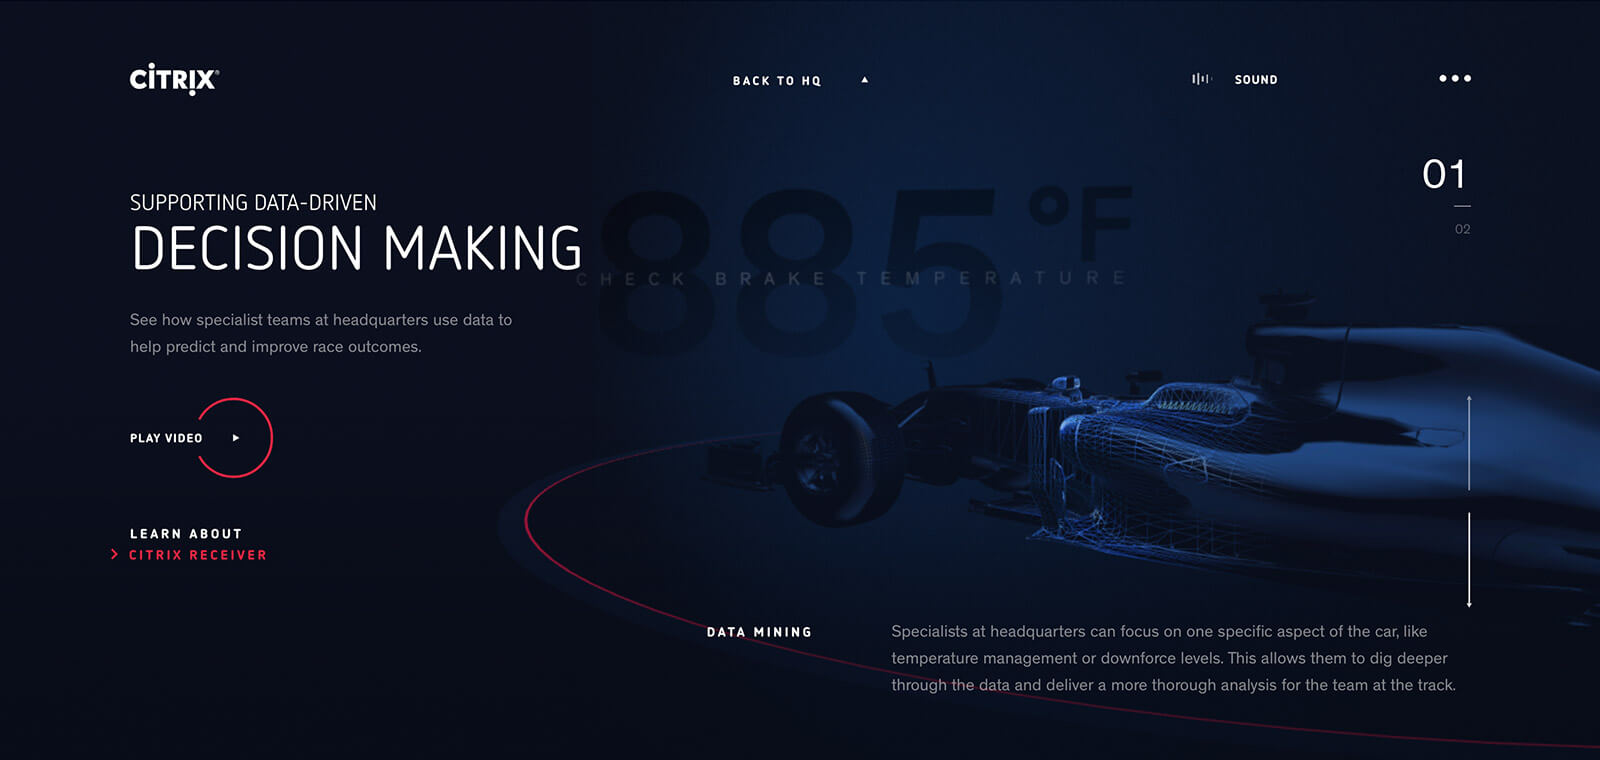 CİTRIX®
BACK TO HQ
SOUND
01
02
SUPPORTING DATA-DRIVEN
DECISION MAKING
885°F
CHECK BRAKE TEMPERATURE
See how specialist teams at headquarters use data to
help predict and improve race outcomes.
PLAY VIDEO
LEARN ABOUT
CITRIX RECEIVER
DATA MINING
Specialists at headquarters can focus on one specific aspect of the car, like
temperature management or downforce levels. This allows them to dig deeper
through the data and deliver a more thorough analysis for the team at the track.